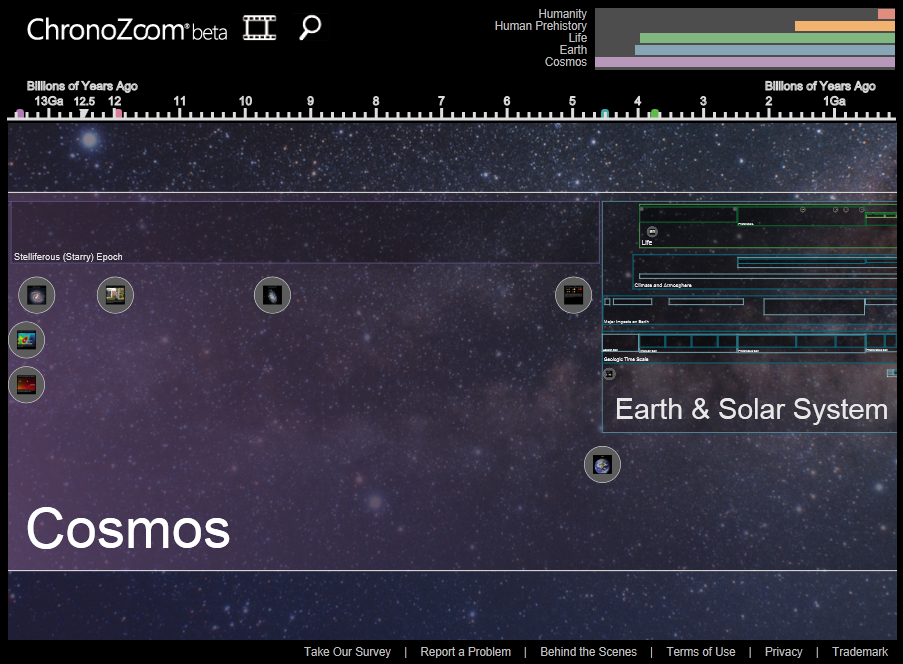 ChronoZoom® beta
Humanity
Human Prehistory
Life
Earth
Cosmos
Billions of Years Ago
Billions of Years Ago
13Ga 12.5 12 11 10 9 8 7 6 5 4 3 2 1Ga
Stelliferous (Starry) Epoch
Life
Climate and Atmosphere
Major Impacts on Earth
Geologic Time Scale
Earth & Solar System
Cosmos
Take Our Survey | Report a Problem | Behind the Scenes | Terms of Use | Privacy | Trademark